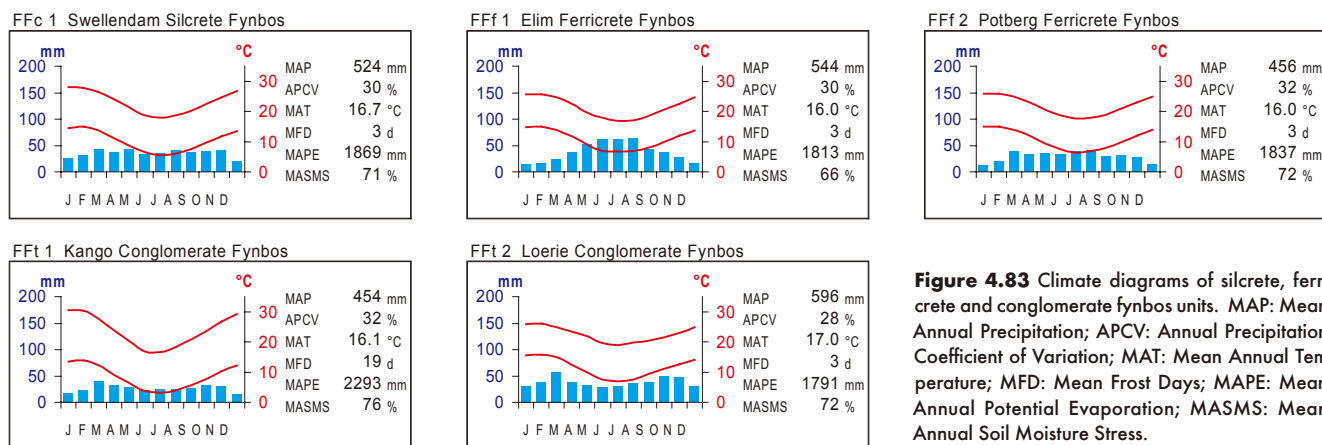 FFc 1 Swellendam Silcrete Fynbos
mm °C
200
150
100
50
0
30
20
10
0
MAP 524 mm
APCV 30 %
MAT 16.7 °C
MFD 3 d
MAPE 1869 mm
MASMS 71 %
J F M A M J J A S O N D
FFf 1 Elim Ferricrete Fynbos
mm °C
200
150
100
50
0
30
20
10
0
MAP 544 mm
APCV 30 %
MAT 16.0 °C
MFD 3 d
MAPE 1813 mm
MASMS 66 %
J F M A M J J A S O N D
FFf 2 Potberg Ferricrete Fynbos
mm °C
200
150
100
50
0
30
20
10
0
MAP 456 mm
APCV 32 %
MAT 16.0 °C
MFD 3 d
MAPE 1837 mm
MASMS 72 %
J F M A M J J A S O N D
FFt 1 Kango Conglomerate Fynbos
mm °C
200
150
100
50
0
30
20
10
0
MAP 454 mm
APCV 32 %
MAT 16.1 °C
MFD 19 d
MAPE 2293 mm
MASMS 76 %
J F M A M J J A S O N D
FFt 2 Loerie Conglomerate Fynbos
mm °C
200
150
100
50
0
30
20
10
0
MAP 596 mm
APCV 28 %
MAT 17.0 °C
MFD 3 d
MAPE 1791 mm
MASMS 72 %
J F M A M J J A S O N D
Figure 4.83 Climate diagrams of silcrete, ferri
crete and conglomerate fynbos units. MAP: Mean
Annual Precipitation; APCV: Annual Precipitation
Coefficient of Variation; MAT: Mean Annual Tem
perature; MFD: Mean Frost Days; MAPE: Mean
Annual Potential Evaporation; MASMS: Mean
Annual Soil Moisture Stress.